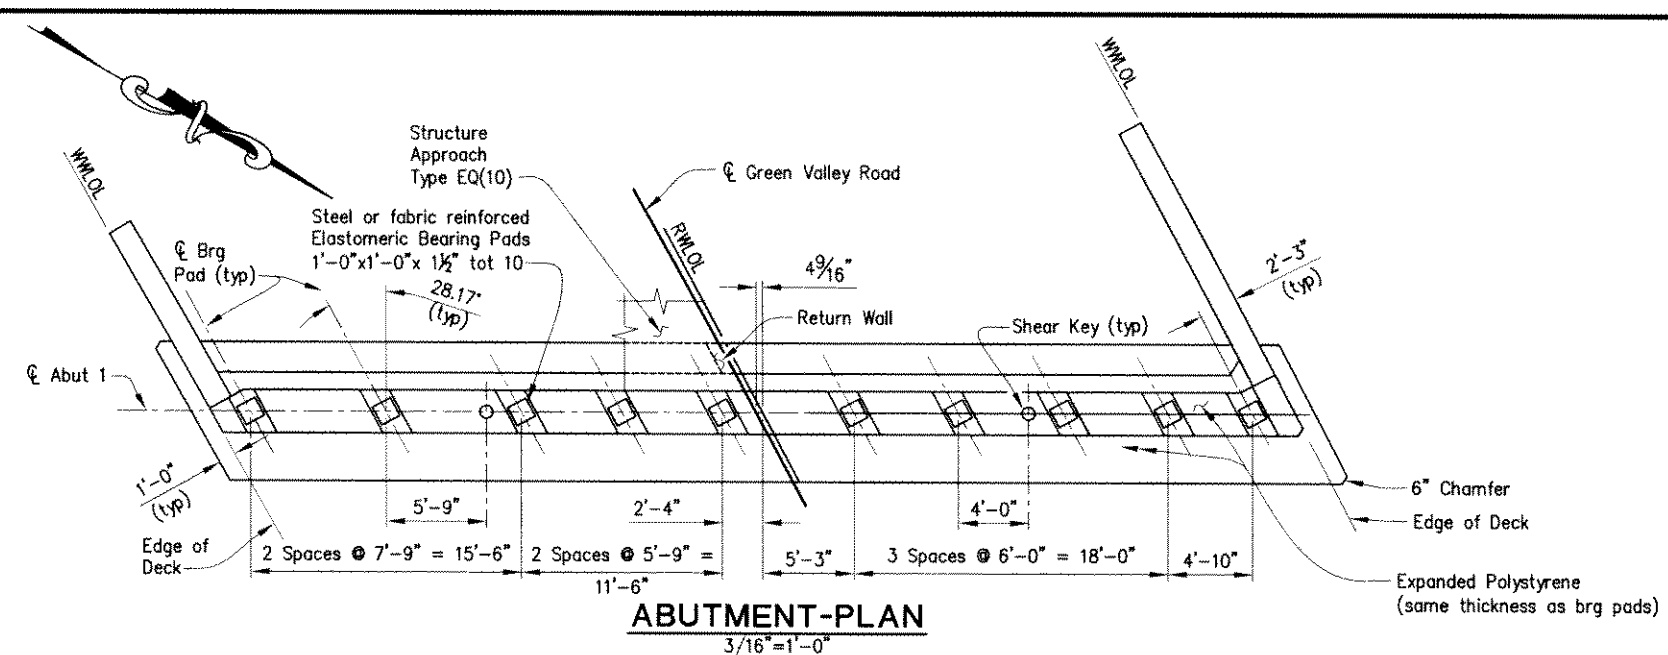 WWLOL
Structure
Approach
Type EQ(10)
℄ Green Valley Road
WWLOL
Steel or fabric reinforced
Elastomeric Bearing Pads
1'-0"x1'-0"x 1½" tot 10
℄ Brg
Pad (typ)
28.17°
(typ)
RWLOL
4 9/16"
2'-3"
(typ)
Return Wall
Shear Key (typ)
℄ Abut 1
1'-0"
(typ)
5'-9"
2'-4"
4'-0"
6" Chamfer
Edge of Deck
Edge of
Deck
2 Spaces @ 7'-9" = 15'-6"
2 Spaces @ 5'-9" =
11'-6"
5'-3"
3 Spaces @ 6'-0" = 18'-0"
4'-10"
Expanded Polystyrene
(same thickness as brg pads)
ABUTMENT-PLAN
3/16"=1'-0"